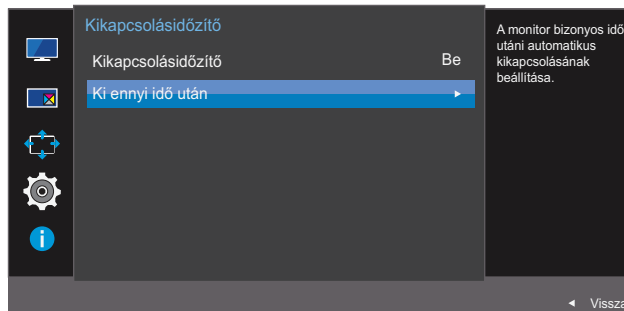 Kikapcsolásidőzítő
Kikapcsolásidőzítő Be
Ki ennyi idő után
A monitor bizonyos idő
utáni automatikus
kikapcsolásának
beállítása.
Vissza